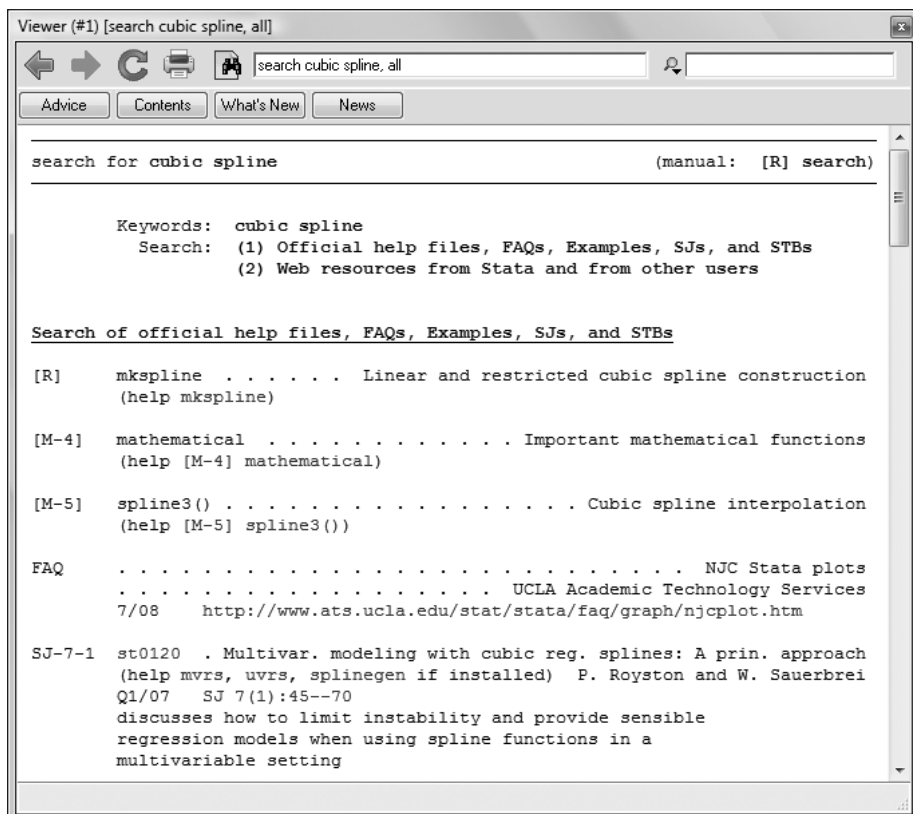 Viewer (#1) [search cubic spline, all]
search cubic spline, all
Advice Contents What's New News
search for cubic spline (manual: [R] search)
Keywords: cubic spline
Search: (1) Official help files, FAQs, Examples, SJs, and STBs
(2) Web resources from Stata and from other users
Search of official help files, FAQs, Examples, SJs, and STBs
[R] mkspline . . . . . . Linear and restricted cubic spline construction
(help mkspline)
[M-4] mathematical . . . . . . . . . . . . Important mathematical functions
(help [M-4] mathematical)
[M-5] spline3() . . . . . . . . . . . . . . . . . Cubic spline interpolation
(help [M-5] spline3())
FAQ . . . . . . . . . . . . . . . . . . . . . . . . . . . NJC Stata plots
. . . . . . . . . . . . . . . . . . UCLA Academic Technology Services
7/08 http://www.ats.ucla.edu/stat/stata/faq/graph/njcplot.htm
SJ-7-1 st0120 . Multivar. modeling with cubic reg. splines: A prin. approach
(help mvrs, uvrs, splinegen if installed) P. Royston and W. Sauerbrei
Q1/07 SJ 7(1):45--70
discusses how to limit instability and provide sensible
regression models when using spline functions in a
multivariable setting